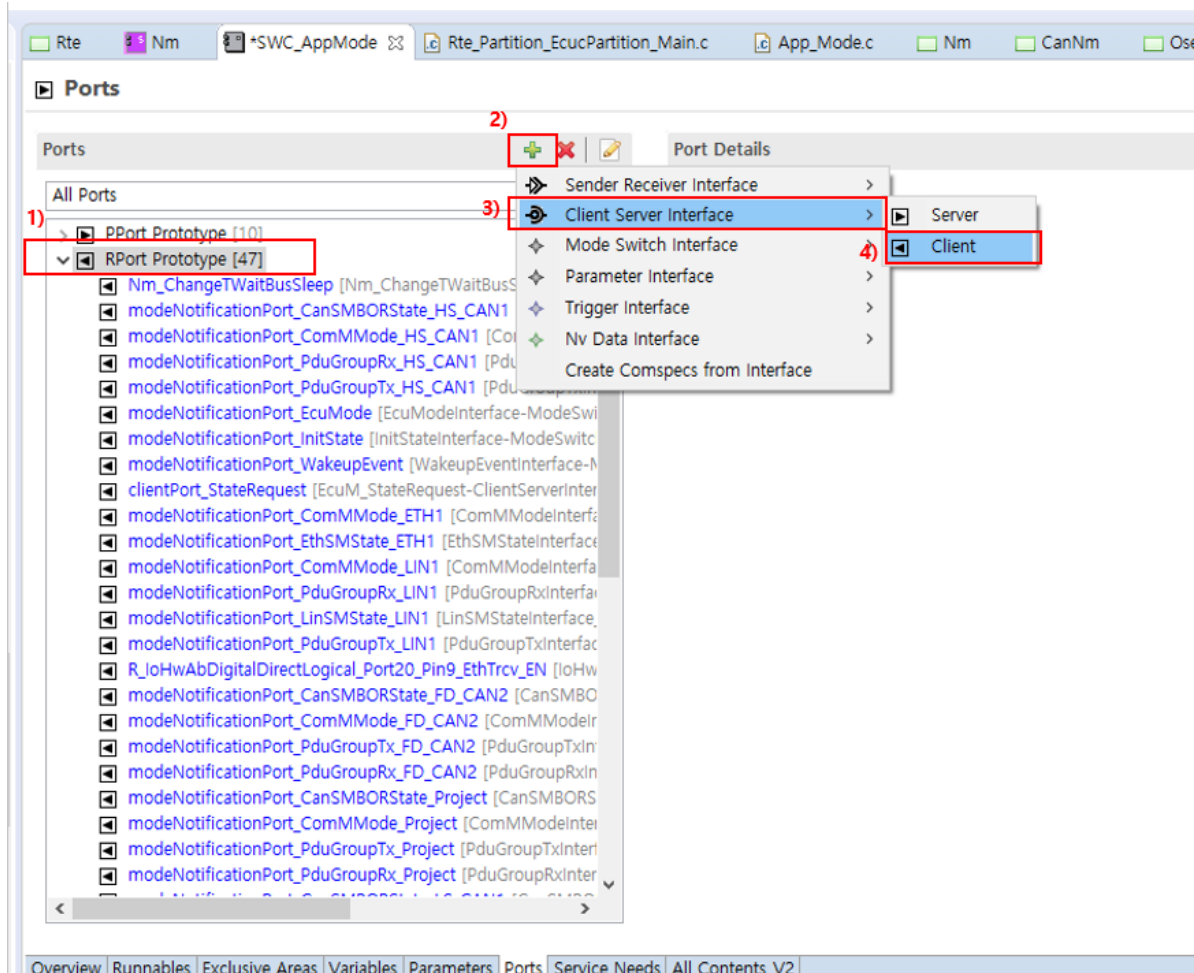 Rte Nm *SWC_AppMode Rte_Partition_EcucPartition_Main.c App_Mode.c Nm CanNm
Ports
2)
Ports Port Details
All Ports
Sender Receiver Interface
1)
3)
Client Server Interface
Server
PPort Prototype [10]
Mode Switch Interface
4)
Client
RPort Prototype [47]
Parameter Interface
Nm_ChangeTWaitBusSleep [Nm_ChangeTWaitBusS
Trigger Interface
modeNotificationPort_CanSMBORState_HS_CAN1
Nv Data Interface
modeNotificationPort_ComMMode_HS_CAN1 [Co
modeNotificationPort_PduGroupRx_HS_CAN1 [Pdu
Create Comspecs from Interface
modeNotificationPort_PduGroupTx_HS_CAN1
modeNotificationPort_EcuMode [EcuModeInterface-ModeSwi
modeNotificationPort_InitState [InitStateInterface-ModeSwitc
modeNotificationPort_WakeupEvent [WakeupEventInterface-M
clientPort_StateRequest [EcuM_StateRequest-ClientServerInter
modeNotificationPort_ComMMode_ETH1 [ComMModeInterfa
modeNotificationPort_EthSMState_ETH1 [EthSMStateInterface
modeNotificationPort_ComMMode_LIN1 [ComMModeInterfa
modeNotificationPort_PduGroupRx_LIN1 [PduGroupRxInterfa
modeNotificationPort_LinSMState_LIN1 [LinSMStateInterface_
modeNotificationPort_PduGroupTx_LIN1 [PduGroupTxInterfac
R_IoHwAbDigitalDirectLogical_Port20_Pin9_EthTrcv_EN [IoHw
modeNotificationPort_CanSMBORState_FD_CAN2 [CanSMBO
modeNotificationPort_ComMMode_FD_CAN2 [ComMModeIr
modeNotificationPort_PduGroupTx_FD_CAN2 [PduGroupTxIn
modeNotificationPort_PduGroupRx_FD_CAN2 [PduGroupRxIn
modeNotificationPort_CanSMBORState_Project [CanSMBORS
modeNotificationPort_ComMMode_Project [ComMModeInter
modeNotificationPort_PduGroupTx_Project [PduGroupTxInterf
modeNotificationPort_PduGroupRx_Project [PduGroupRxInter
Overview Runnables Exclusive Areas Variables Parameters Ports Service Needs All Contents V2